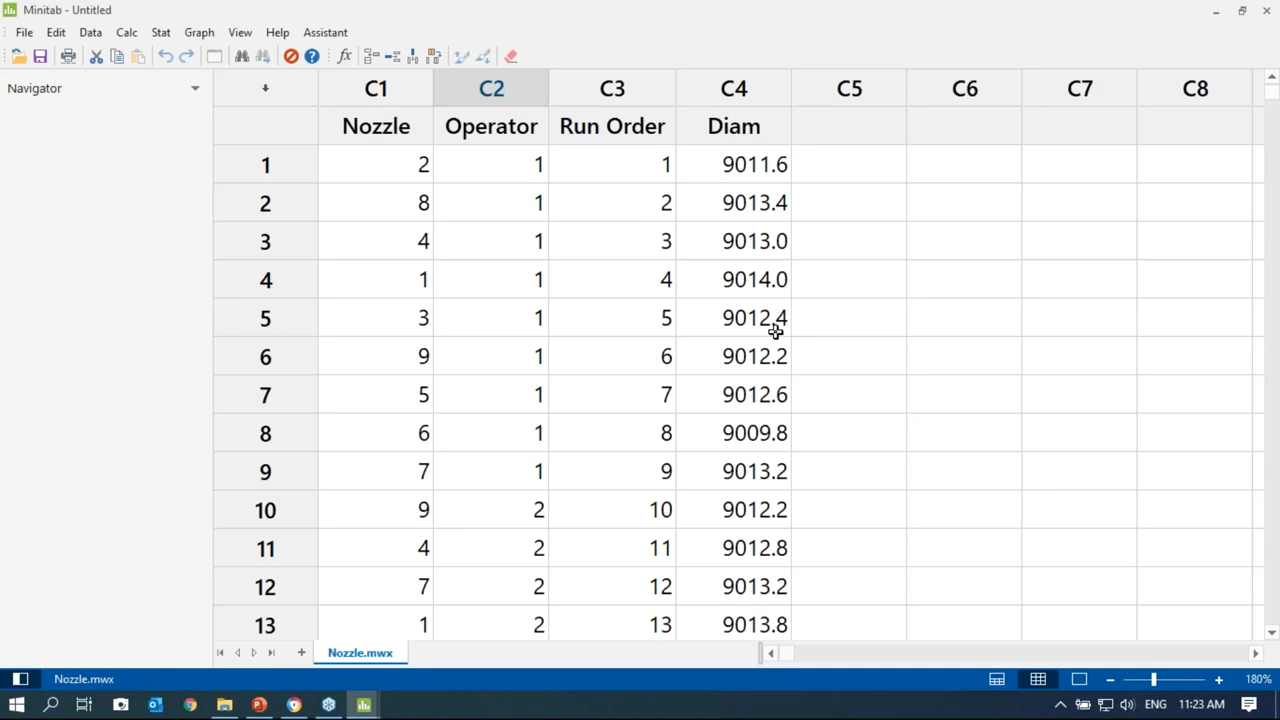 Minitab - Untitled
File Edit Data Calc Stat Graph View Help Assistant
Navigator
C1 C2 C3 C4 C5 C6 C7 C8
Nozzle Operator Run Order Diam
1 2 1 1 9011.6
2 8 1 2 9013.4
3 4 1 3 9013.0
4 1 1 4 9014.0
5 3 1 5 9012.4
6 9 1 6 9012.2
7 5 1 7 9012.6
8 6 1 8 9009.8
9 7 1 9 9013.2
10 9 2 10 9012.2
11 4 2 11 9012.8
12 7 2 12 9013.2
13 1 2 13 9013.8
Nozzle.mwx
Nozzle.mwx 180%
ENG 11:23 AM